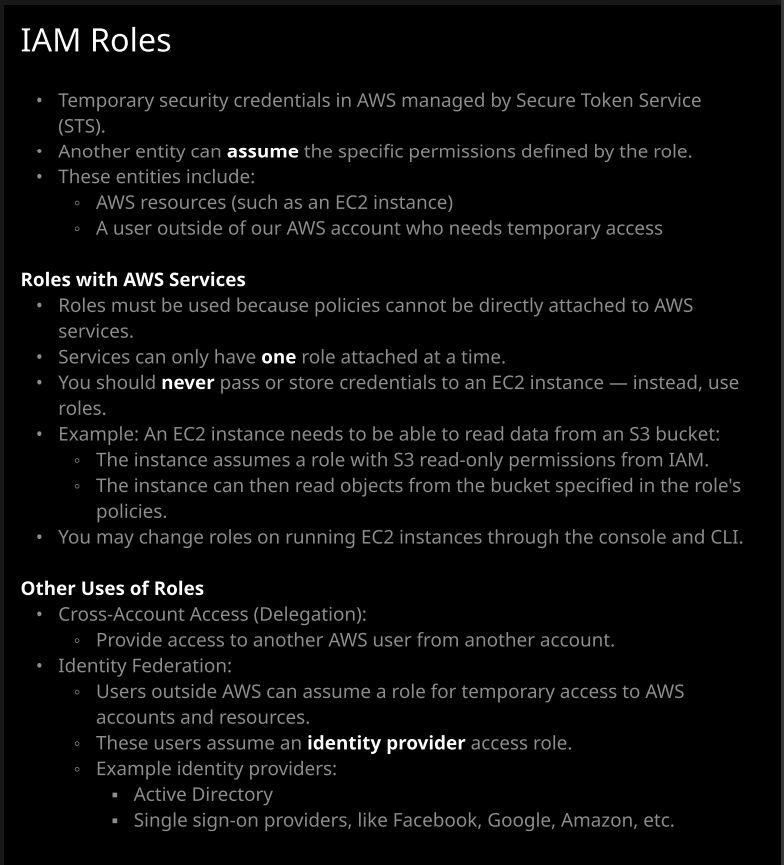 IAM Roles
• Temporary security credentials in AWS managed by Secure Token Service
(STS).
• Another entity can assume the specific permissions defined by the role.
• These entities include:
◦ AWS resources (such as an EC2 instance)
◦ A user outside of our AWS account who needs temporary access
Roles with AWS Services
• Roles must be used because policies cannot be directly attached to AWS
services.
• Services can only have one role attached at a time.
• You should never pass or store credentials to an EC2 instance — instead, use
roles.
• Example: An EC2 instance needs to be able to read data from an S3 bucket:
◦ The instance assumes a role with S3 read-only permissions from IAM.
◦ The instance can then read objects from the bucket specified in the role's
policies.
• You may change roles on running EC2 instances through the console and CLI.
Other Uses of Roles
• Cross-Account Access (Delegation):
◦ Provide access to another AWS user from another account.
• Identity Federation:
◦ Users outside AWS can assume a role for temporary access to AWS
accounts and resources.
◦ These users assume an identity provider access role.
◦ Example identity providers:
▪ Active Directory
▪ Single sign-on providers, like Facebook, Google, Amazon, etc.